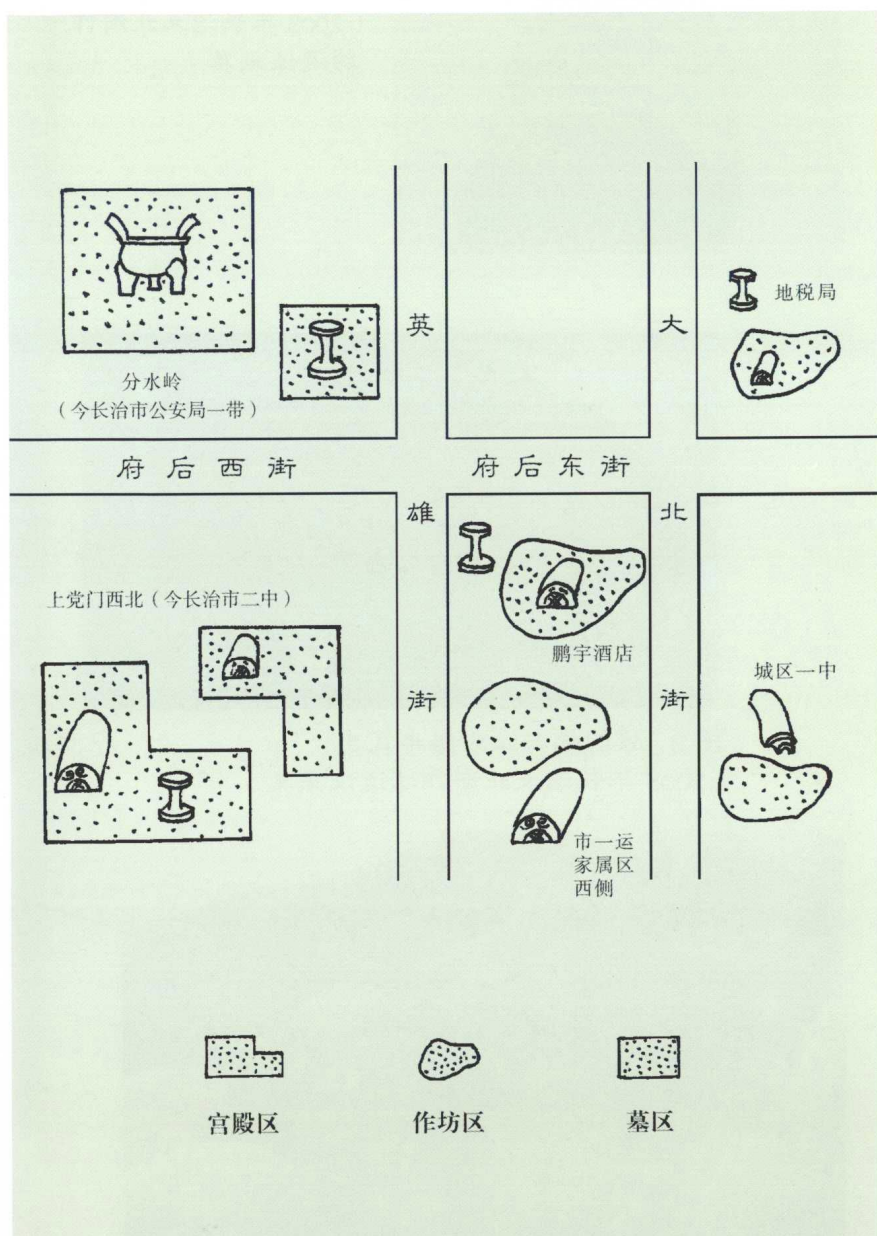 地税局
分水岭
（今长治市公安局一带）
英雄街
大北街
府后西街
府后东街
上党门西北（今长治市二中）
鹏宇酒店
城区一中
市一运
家属区
西侧
宫殿区
作坊区
墓区